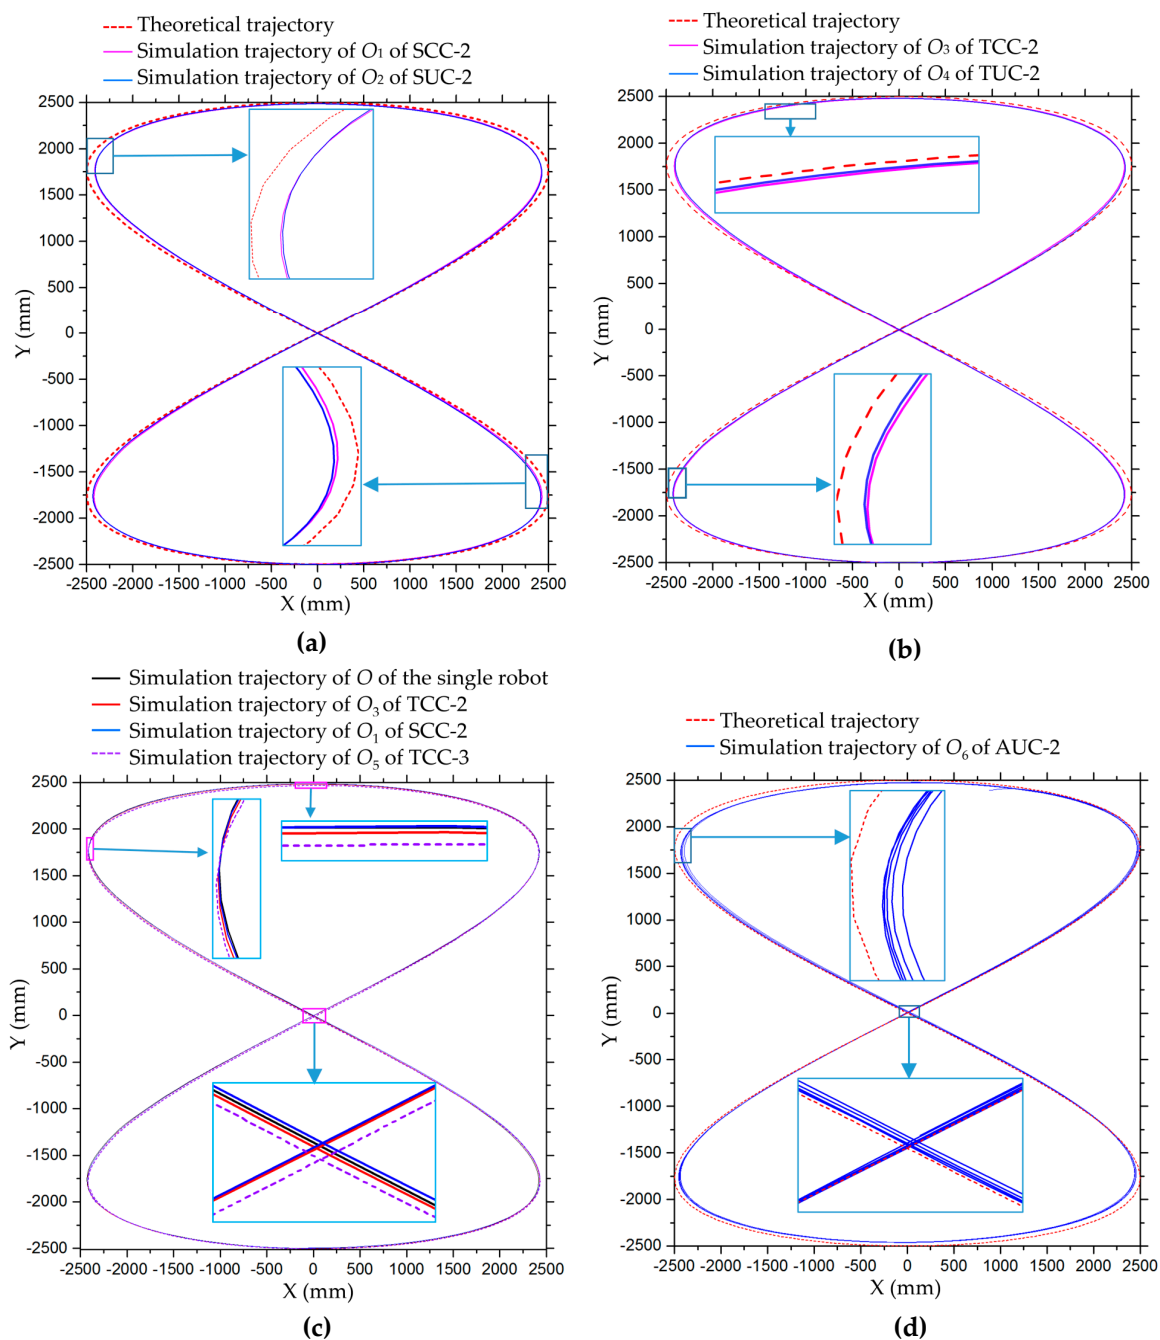 Theoretical trajectory
Simulation trajectory of O1 of SCC-2
Simulation trajectory of O2 of SUC-2
2500
2000
1500
1000
500
0
-500
-1000
-1500
-2000
-2500
-2500 -2000 -1500 -1000 -500 0 500 1000 1500 2000 2500
Y (mm)
X (mm)
(a)
Theoretical trajectory
Simulation trajectory of O3 of TCC-2
Simulation trajectory of O4 of TUC-2
2500
2000
1500
1000
500
0
-500
-1000
-1500
-2000
-2500
-2500 -2000 -1500 -1000 -500 0 500 1000 1500 2000 2500
Y (mm)
X (mm)
(b)
Simulation trajectory of O of the single robot
Simulation trajectory of O3 of TCC-2
Simulation trajectory of O1 of SCC-2
Simulation trajectory of O5 of TCC-3
2500
2000
1500
1000
500
0
-500
-1000
-1500
-2000
-2500
-2500 -2000 -1500 -1000 -500 0 500 1000 1500 2000 2500
Y (mm)
X (mm)
(c)
Theoretical trajectory
Simulation trajectory of O6 of AUC-2
2500
2000
1500
1000
500
0
-500
-1000
-1500
-2000
-2500
-2500 -2000 -1500 -1000 -500 0 500 1000 1500 2000 2500
Y (mm)
X (mm)
(d)